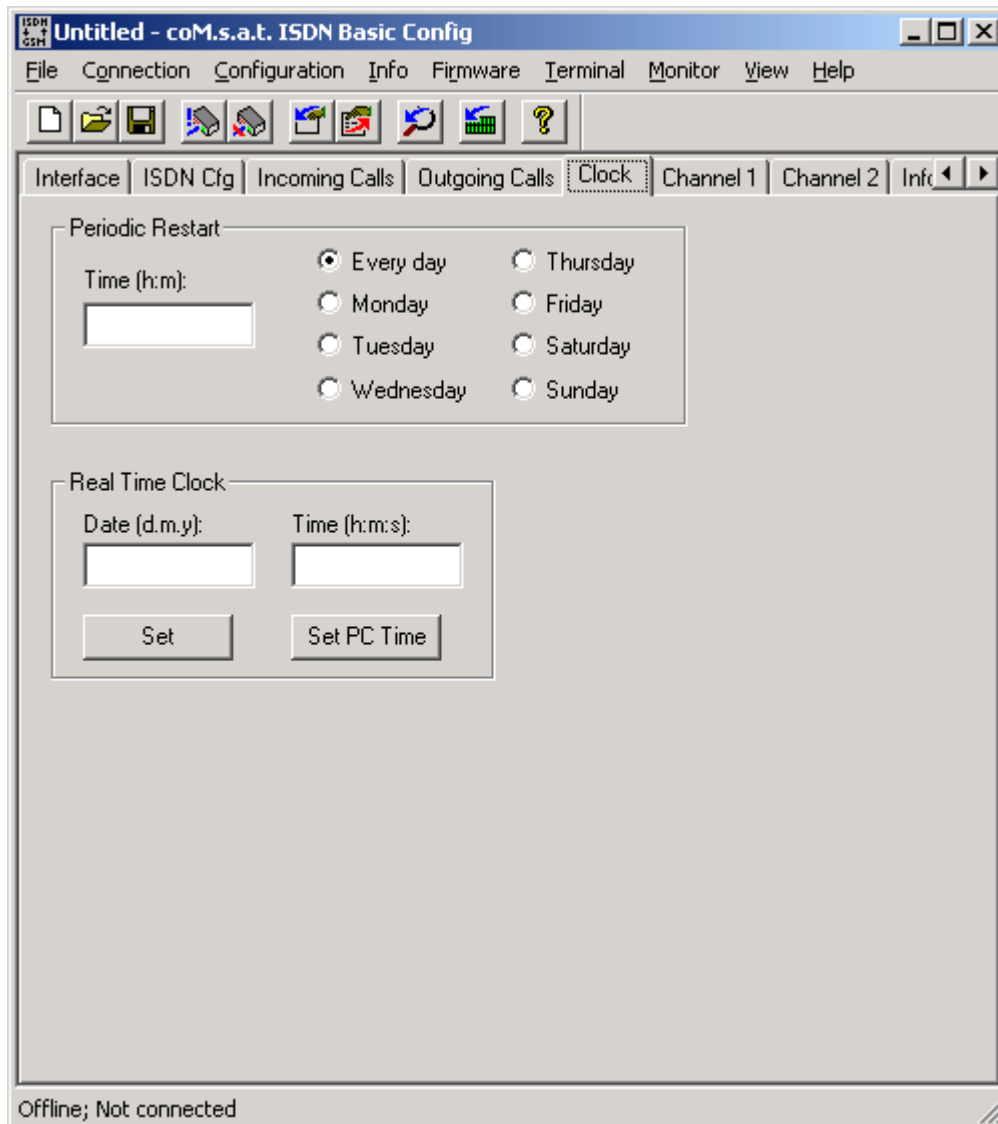 ISDN GSM Untitled - coM.s.a.t. ISDN Basic Config
File Connection Configuration Info Firmware Terminal Monitor View Help
Interface ISDN Cfg Incoming Calls Outgoing Calls Clock Channel 1 Channel 2
Periodic Restart
Time (h:m):
Every day
Thursday
Monday
Friday
Tuesday
Saturday
Wednesday
Sunday
Real Time Clock
Date (d.m.y): Time (h:m:s):
Set Set PC Time
Offline; Not connected